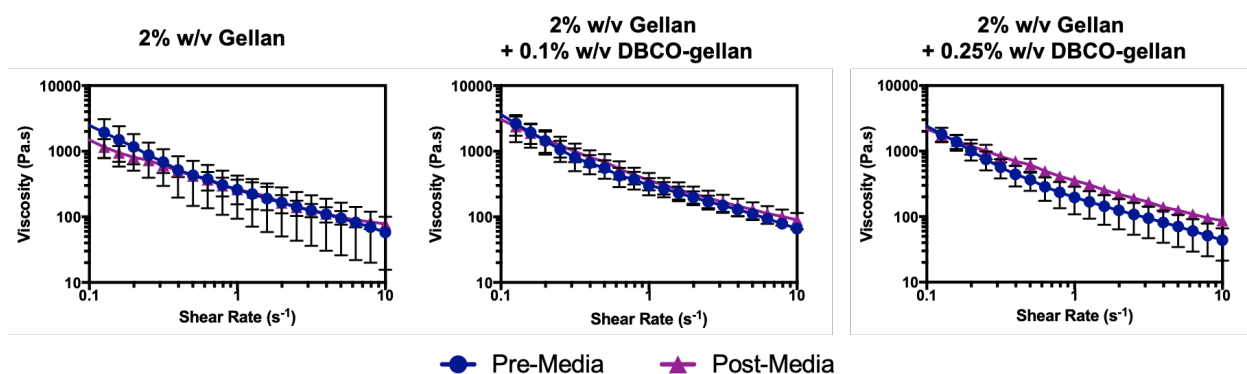 2% w/v Gellan
2% w/v Gellan
+ 0.1% w/v DBCO-gellan
2% w/v Gellan
+ 0.25% w/v DBCO-gellan
10000
1000
100
10
Viscosity (Pa.s)
0.1
1
10
Shear Rate (s⁻¹)
10000
1000
100
10
Viscosity (Pa.s)
0.1
1
10
Shear Rate (s⁻¹)
10000
1000
100
10
Viscosity (Pa.s)
0.1
1
10
Shear Rate (s⁻¹)
Pre-Media
Post-Media